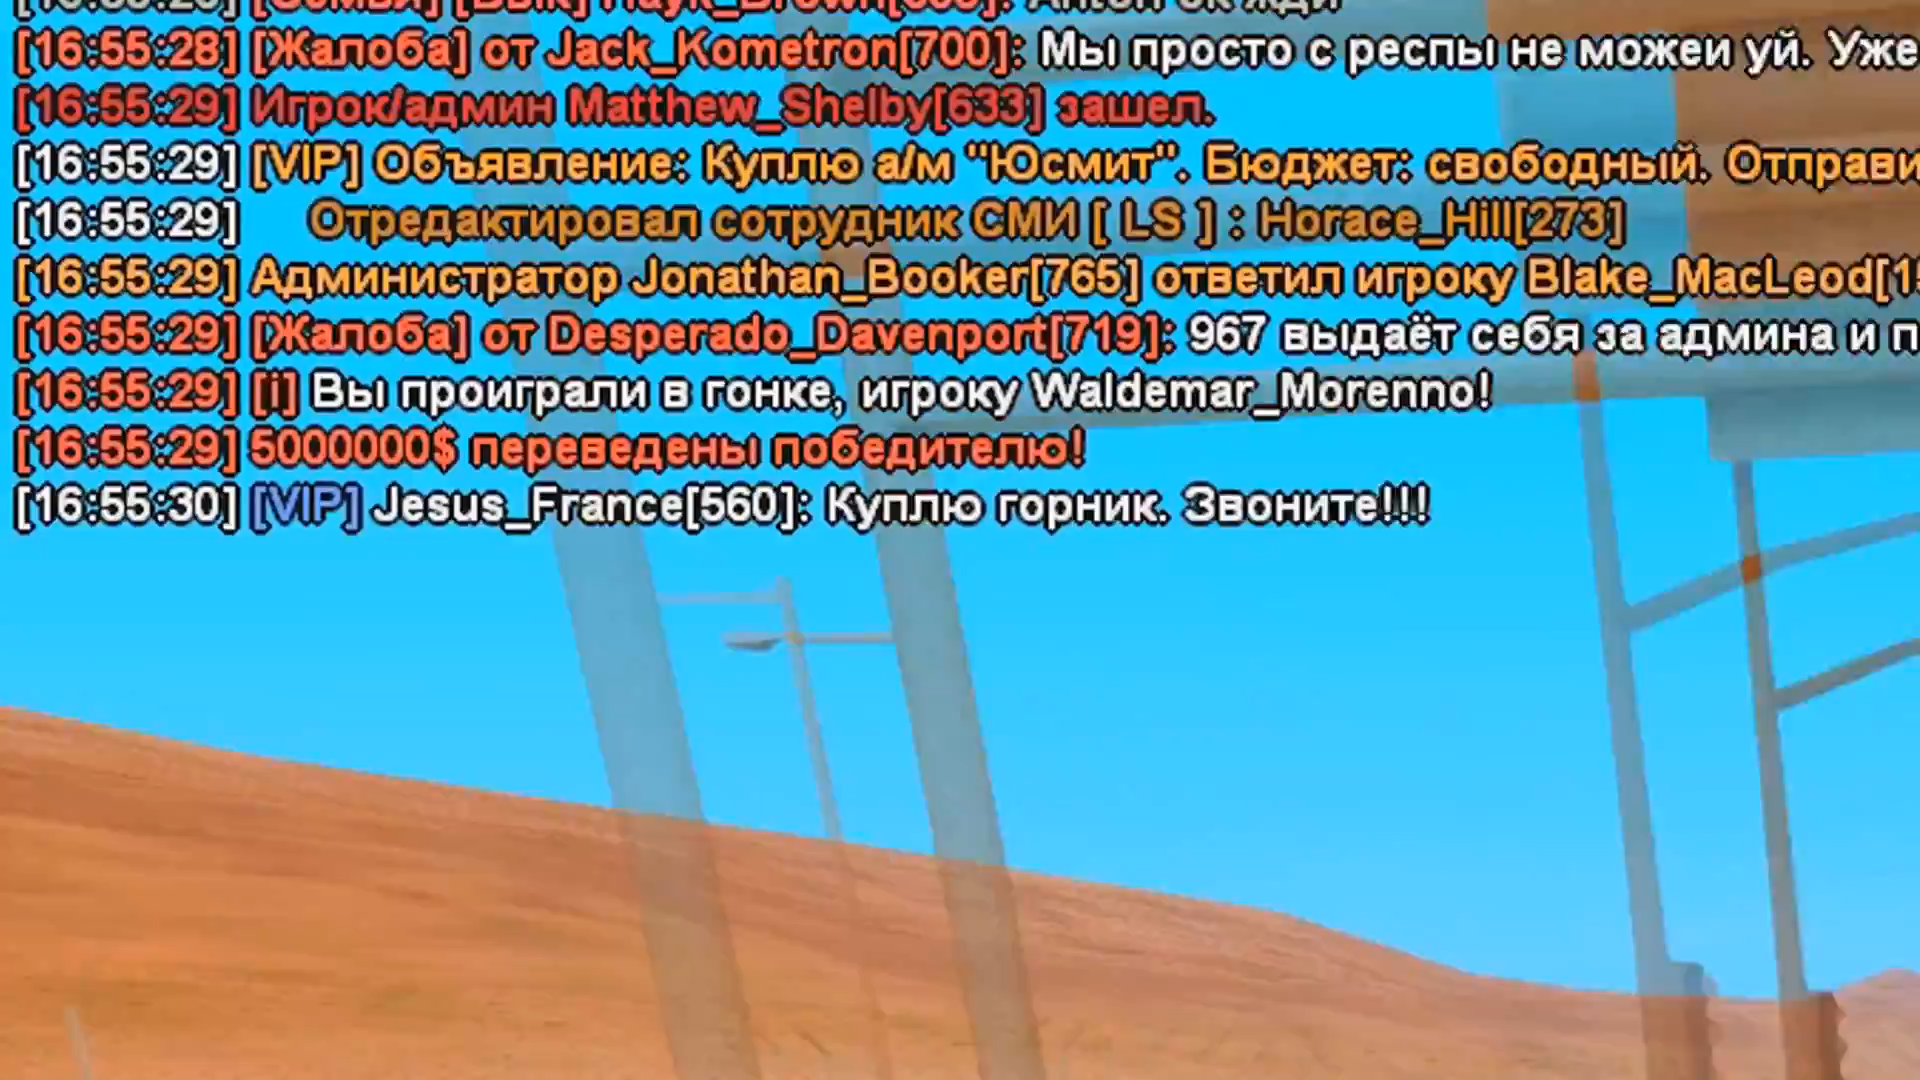 [Семья] Hayk_Brown
[16:55:28] [Жалоба] от Jack_Kometron[700]: Мы просто с респы не можеи уй. Уже
[16:55:29] Игрок/админ Matthew_Shelby[633] зашел.
[16:55:29] [VIP] Объявление: Куплю а/м "Юсмит". Бюджет: свободный. Отправи
[16:55:29] Отредактировал сотрудник СМИ [ LS ] : Horace_Hill[273]
[16:55:29] Администратор Jonathan_Booker[765] ответил игроку Blake_MacLeod[15
[16:55:29] [Жалоба] от Desperado_Davenport[719]: 967 выдаёт себя за админа и п
[16:55:29] [i] Вы проиграли в гонке, игроку Waldemar_Morenno!
[16:55:29] 5000000$ переведены победителю!
[16:55:30] [VIP] Jesus_France[560]: Куплю горник. Звоните!!!